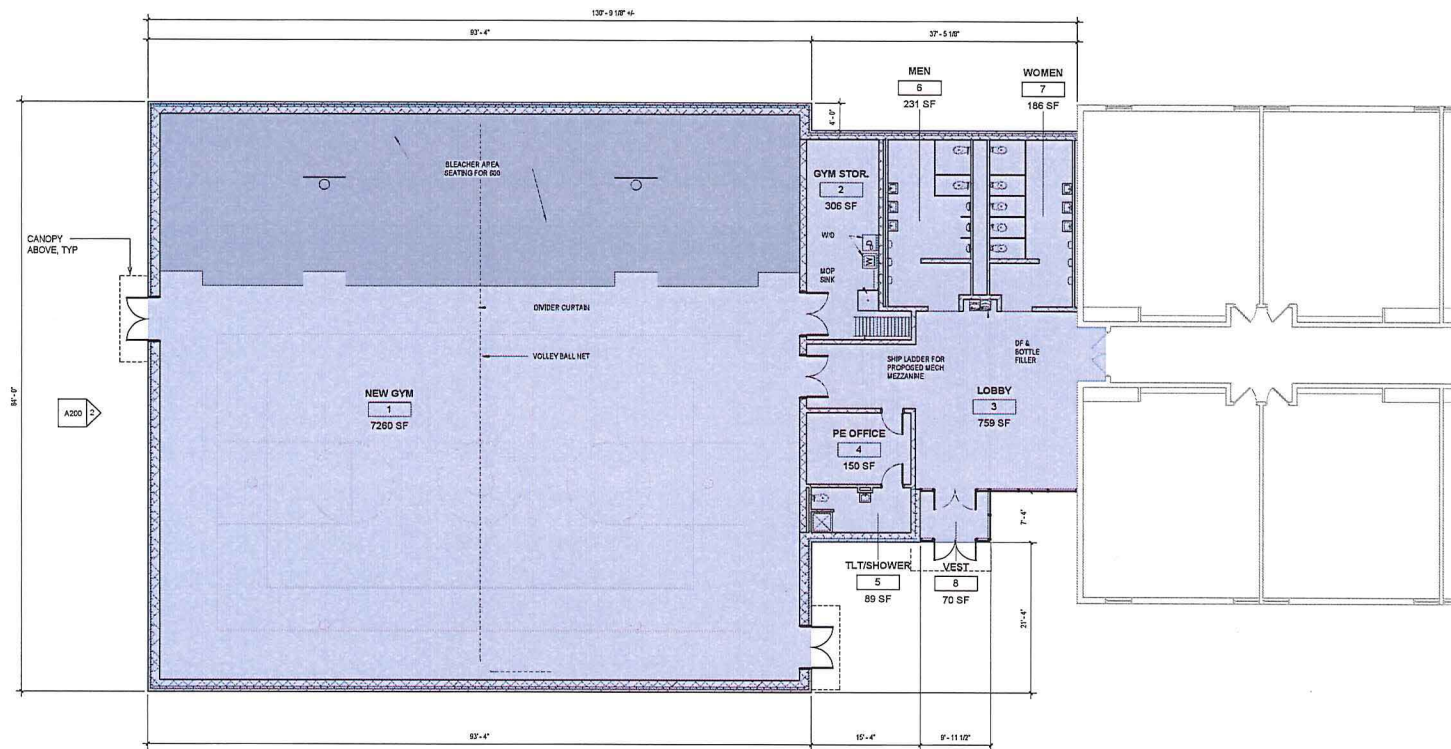 130'- 9 1/8" +/-
93'- 4"
37'- 5 1/8"
MEN
6
231 SF
WOMEN
7
186 SF
4'- 0"
84'- 0"
BLEACHER AREA
SEATING FOR 600
GYM STOR.
2
306 SF
CANOPY
ABOVE, TYP
W/D
W
MOP
SINK
DIVIDER CURTAIN
VOLLEY BALL NET
SHIP LADDER FOR
PROPOSED MECH
MEZZANINE
DF &
BOTTLE
FILLER
NEW GYM
1
7260 SF
LOBBY
3
759 SF
A200
2
PE OFFICE
4
150 SF
7'- 4"
TLT/SHOWER
5
89 SF
VEST
8
70 SF
21'- 4"
93'- 4"
15'- 4"
9'- 11 1/2"